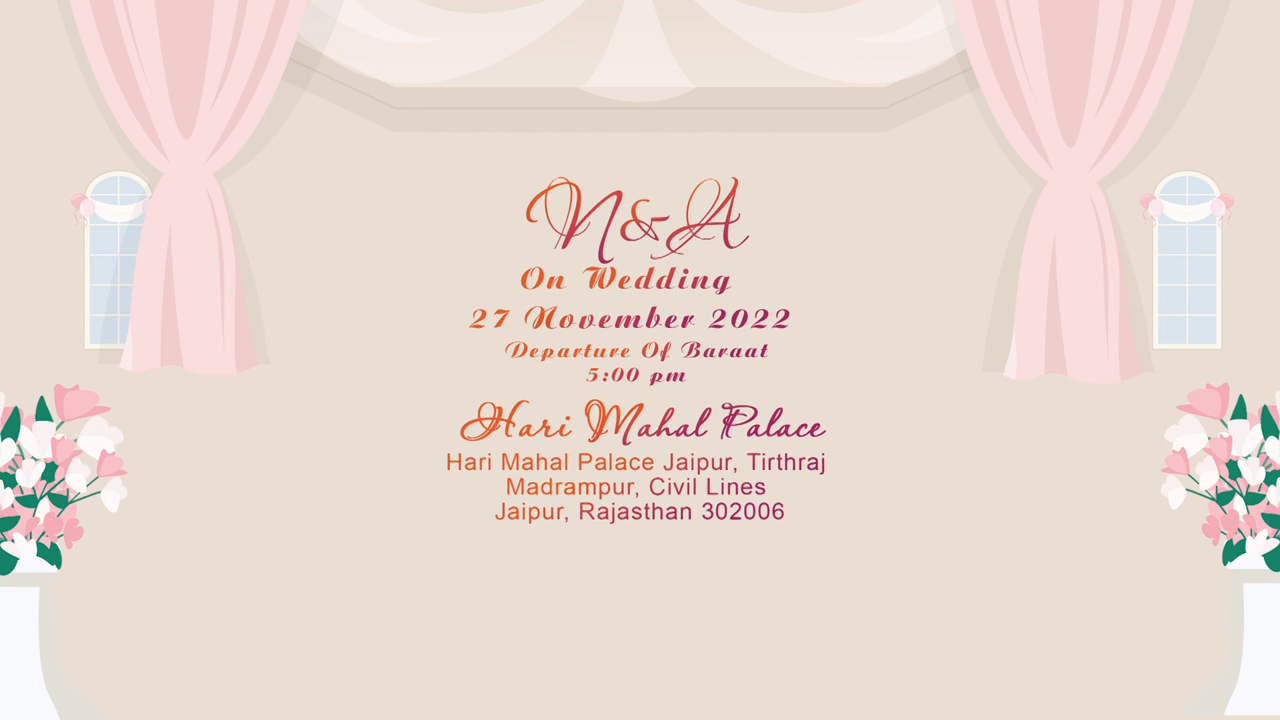 N&A
On Wedding
27 November 2022
Departure Of Baraat
5:00 pm
Hari Mahal Palace
Hari Mahal Palace Jaipur, Tirthraj
Madrampur, Civil Lines
Jaipur, Rajasthan 302006